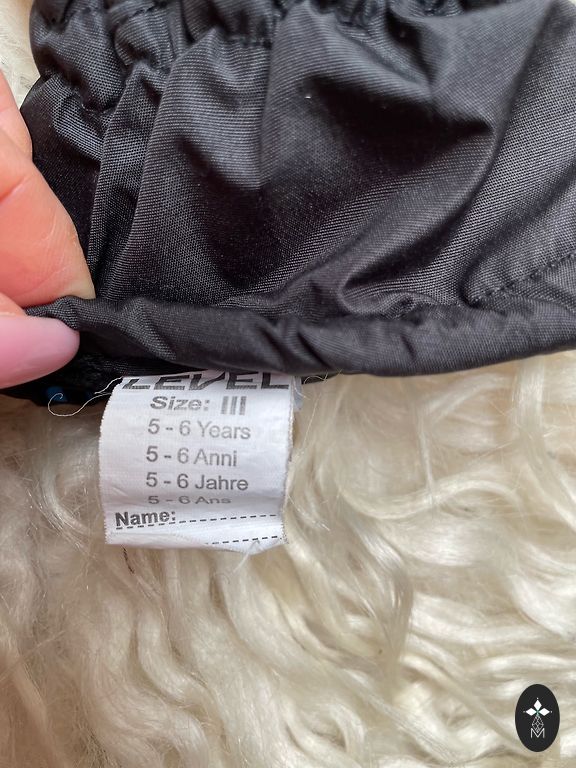 LEVEL
Size: III
5 - 6 Years
5 - 6 Anni
5 - 6 Jahre
5 - 6 Ans
Name:
M